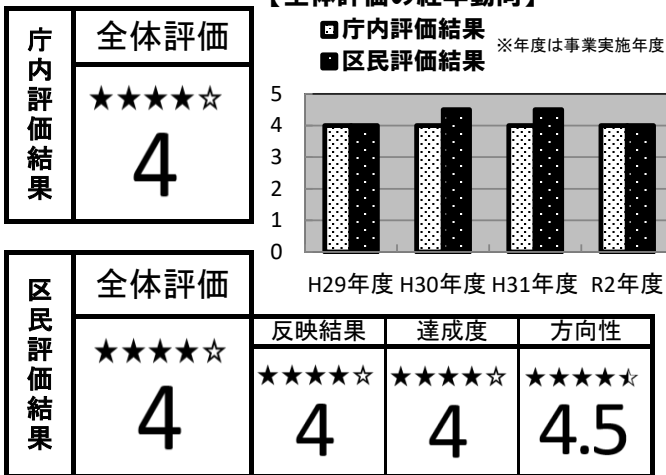 【全体評価の経年動向】
庁内評価結果
全体評価
★★★★☆
4
庁内評価結果
区民評価結果
※年度は事業実施年度
5
4
3
2
1
0
H29年度 H30年度 H31年度 R2年度
区民評価結果
全体評価
★★★★☆
4
反映結果 達成度 方向性
★★★★☆ ★★★★☆ ★★★★⯪
4 4 4.5